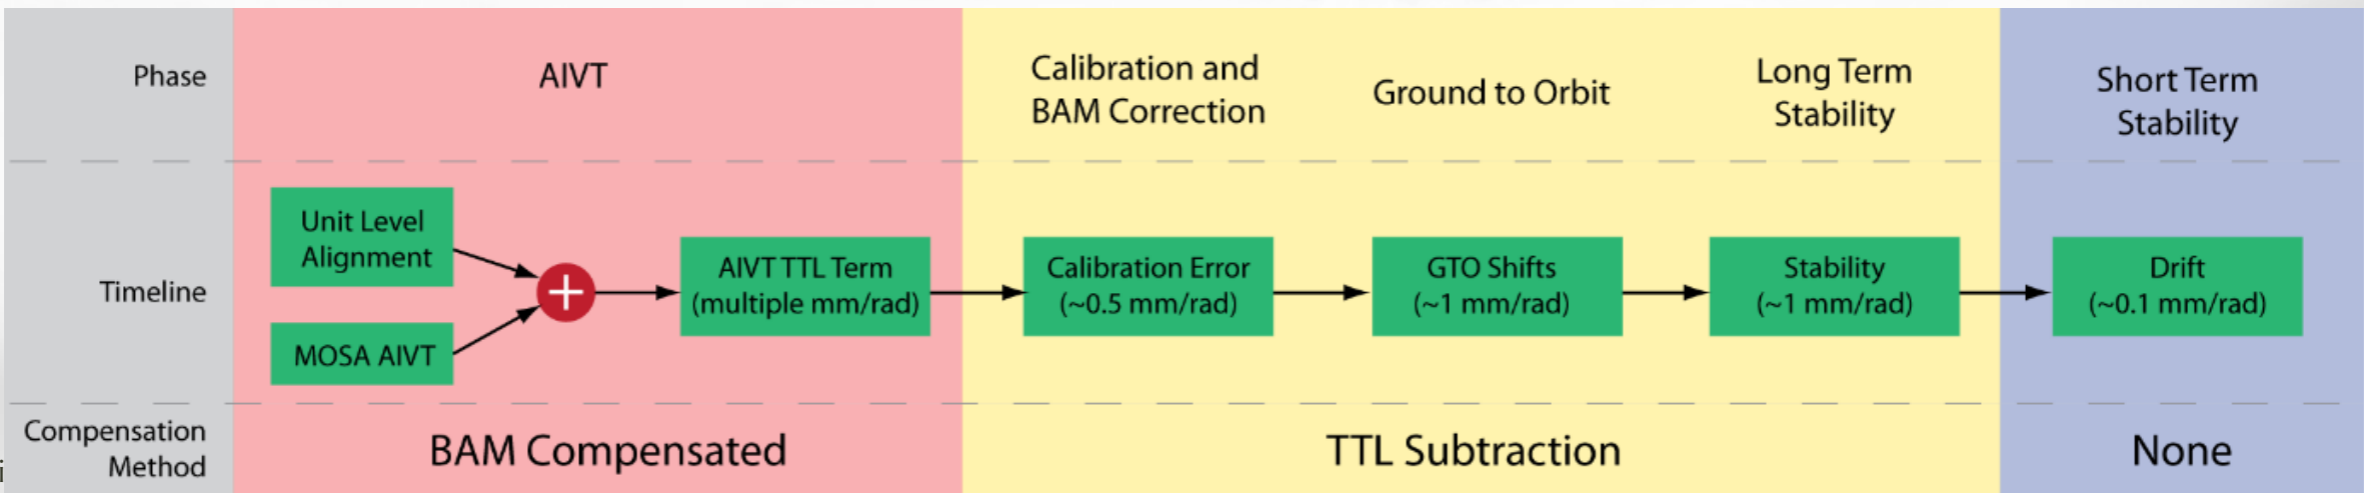 Phase
AIVT
Calibration and
BAM Correction
Ground to Orbit
Long Term
Stability
Short Term
Stability
Timeline
Unit Level
Alignment
MOSA AIVT
+
AIVT TTL Term
(multiple mm/rad)
Calibration Error
(~0.5 mm/rad)
GTO Shifts
(~1 mm/rad)
Stability
(~1 mm/rad)
Drift
(~0.1 mm/rad)
Compensation
Method
BAM Compensated
TTL Subtraction
None